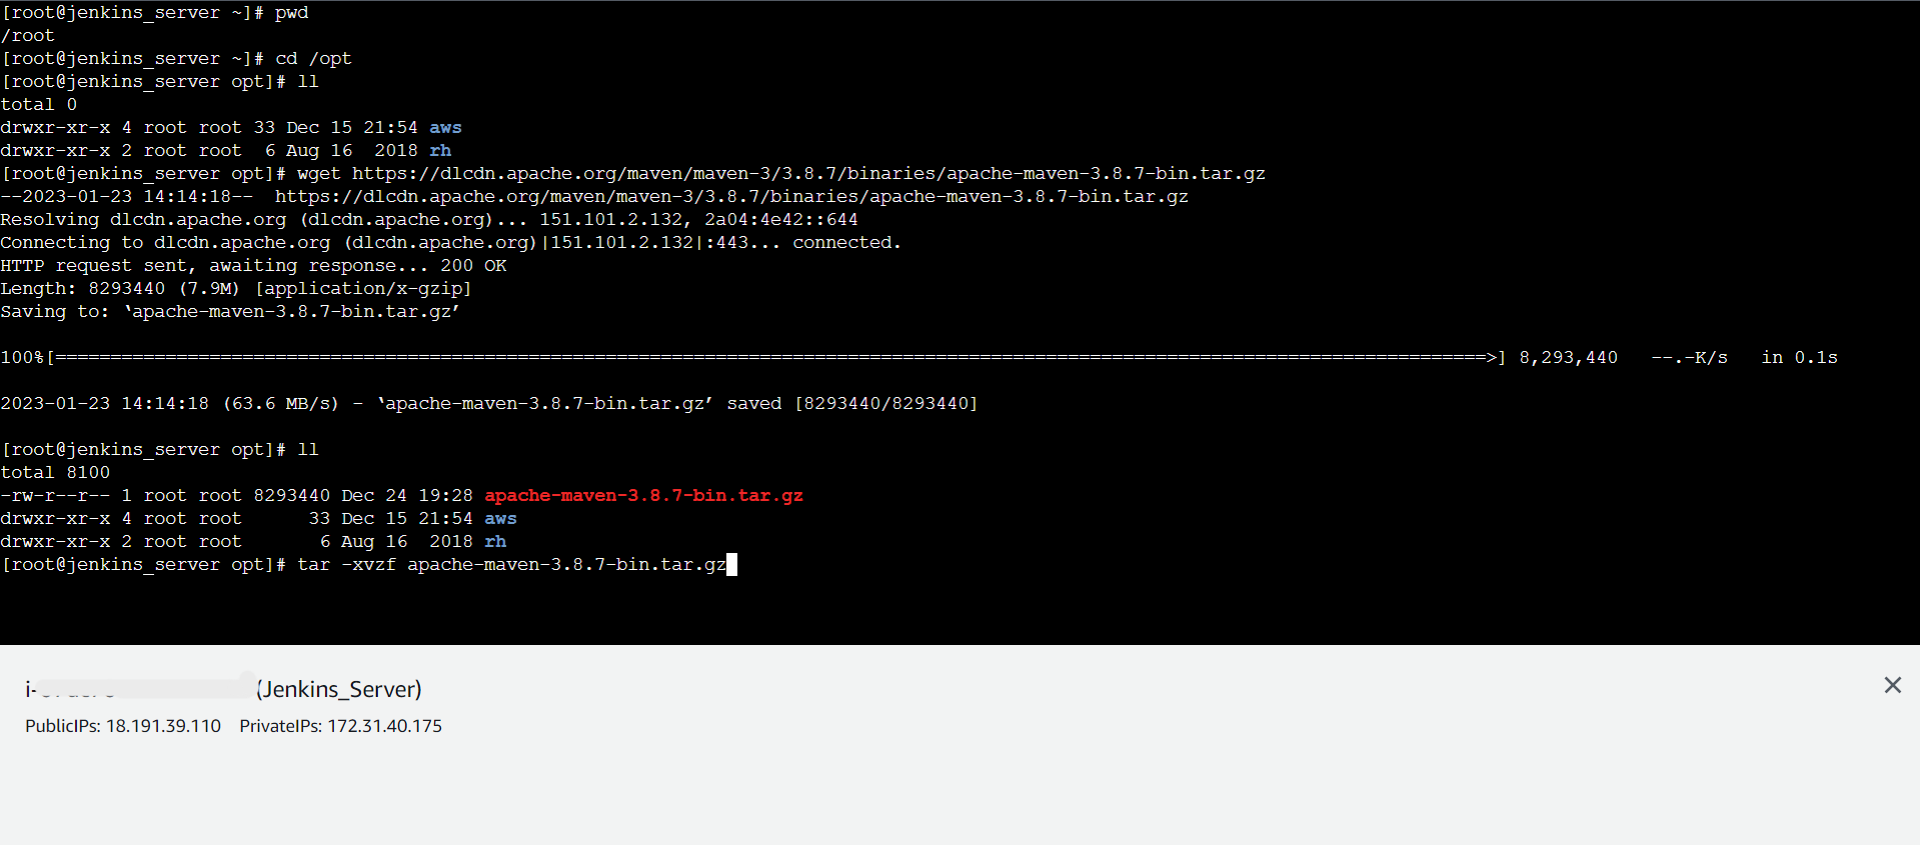 [root@jenkins_server ~]# pwd
/root
[root@jenkins_server ~]# cd /opt
[root@jenkins_server opt]# ll
total 0
drwxr-xr-x 4 root root 33 Dec 15 21:54 aws
drwxr-xr-x 2 root root  6 Aug 16  2018 rh
[root@jenkins_server opt]# wget https://dlcdn.apache.org/maven/maven-3/3.8.7/binaries/apache-maven-3.8.7-bin.tar.gz
--2023-01-23 14:14:18--  https://dlcdn.apache.org/maven/maven-3/3.8.7/binaries/apache-maven-3.8.7-bin.tar.gz
Resolving dlcdn.apache.org (dlcdn.apache.org)... 151.101.2.132, 2a04:4e42::644
Connecting to dlcdn.apache.org (dlcdn.apache.org)|151.101.2.132|:443... connected.
HTTP request sent, awaiting response... 200 OK
Length: 8293440 (7.9M) [application/x-gzip]
Saving to: ‘apache-maven-3.8.7-bin.tar.gz’
100%[==================================================================================================================================>] 8,293,440   --.-K/s   in 0.1s
2023-01-23 14:14:18 (63.6 MB/s) - ‘apache-maven-3.8.7-bin.tar.gz’ saved [8293440/8293440]
[root@jenkins_server opt]# ll
total 8100
-rw-r--r-- 1 root root 8293440 Dec 24 19:28 apache-maven-3.8.7-bin.tar.gz
drwxr-xr-x 4 root root      33 Dec 15 21:54 aws
drwxr-xr-x 2 root root       6 Aug 16  2018 rh
[root@jenkins_server opt]# tar -xvzf apache-maven-3.8.7-bin.tar.gz
i- (Jenkins_Server)
PublicIPs: 18.191.39.110 PrivateIPs: 172.31.40.175